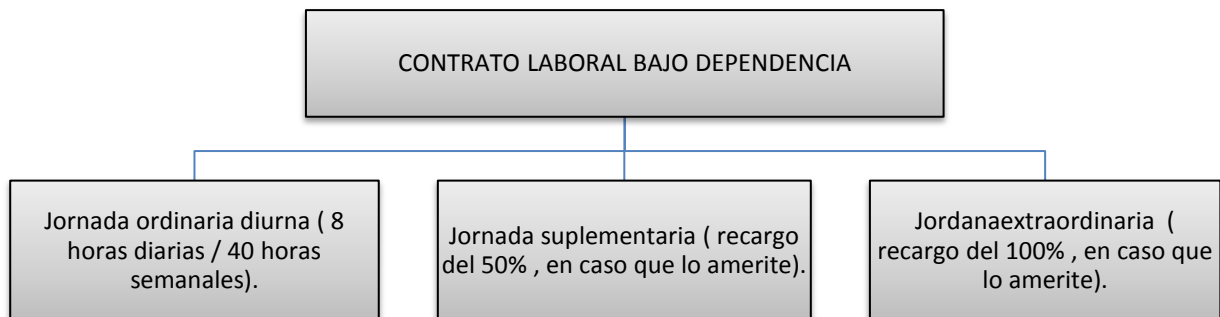 CONTRATO LABORAL BAJO DEPENDENCIA
Jornada ordinaria diurna ( 8
horas diarias / 40 horas
semanales).
Jornada suplementaria ( recargo
del 50% , en caso que lo amerite).
Jordanaextraordinaria (
recargo del 100% , en caso que
lo amerite).